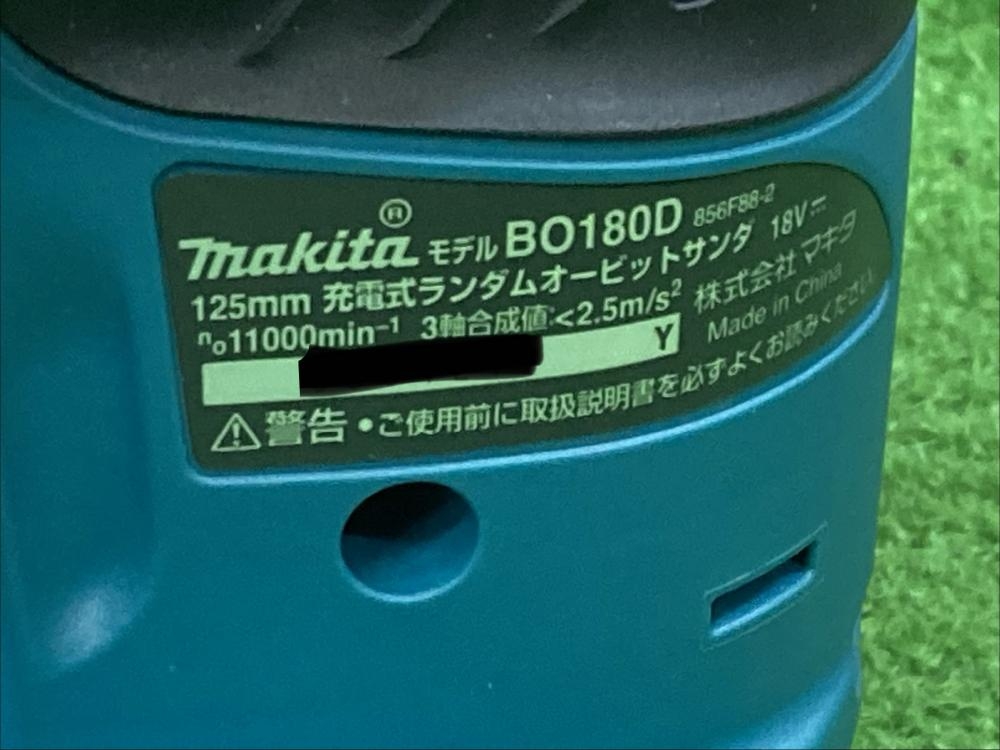 makita® モデル BO180D 856F88-2
125mm 充電式ランダムオービットサンダ 18V⎓
n₀11000min⁻¹ 3軸合成値:<2.5m/s² 株式会社 マキタ
Y Made in China
⚠警告 •ご使用前に取扱説明書を必ずよくお読みください。